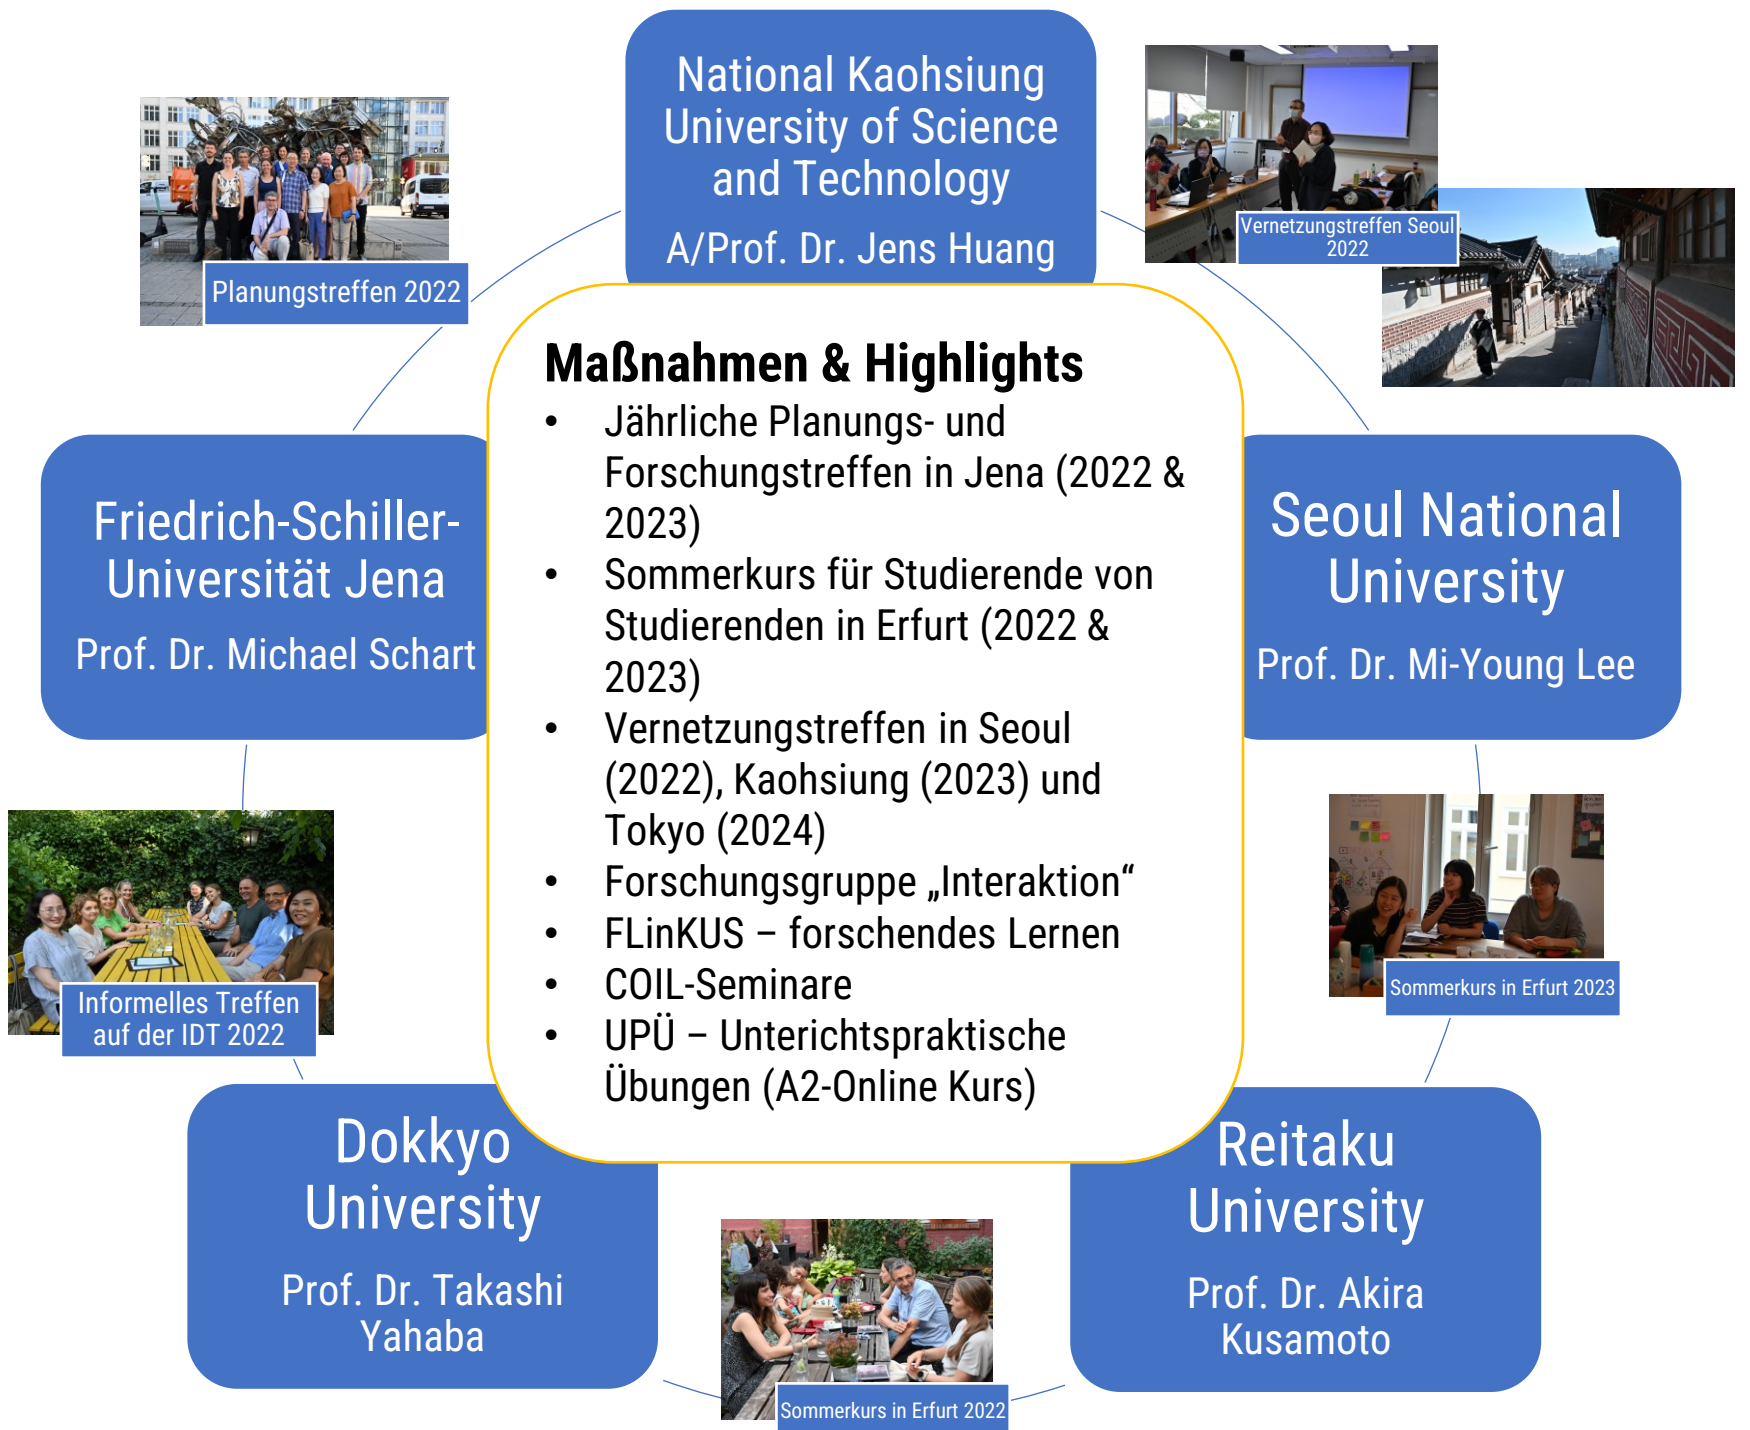 National Kaohsiung
University of Science
and Technology
A/Prof. Dr. Jens Huang
Planungstreffen 2022
Vernetzungstreffen Seoul
2022
Maßnahmen & Highlights
• Jährliche Planungs- und
Forschungstreffen in Jena (2022 &
2023)
• Sommerkurs für Studierende von
Studierenden in Erfurt (2022 &
2023)
• Vernetzungstreffen in Seoul
(2022), Kaohsiung (2023) und
Tokyo (2024)
• Forschungsgruppe „Interaktion“
• FLinKUS – forschendes Lernen
• COIL-Seminare
• UPÜ – Unterichtspraktische
Übungen (A2-Online Kurs)
Friedrich-Schiller-
Universität Jena
Prof. Dr. Michael Schart
Seoul National
University
Prof. Dr. Mi-Young Lee
Informelles Treffen
auf der IDT 2022
Sommerkurs in Erfurt 2023
Dokkyo
University
Prof. Dr. Takashi
Yahaba
Reitaku
University
Prof. Dr. Akira
Kusamoto
Sommerkurs in Erfurt 2022